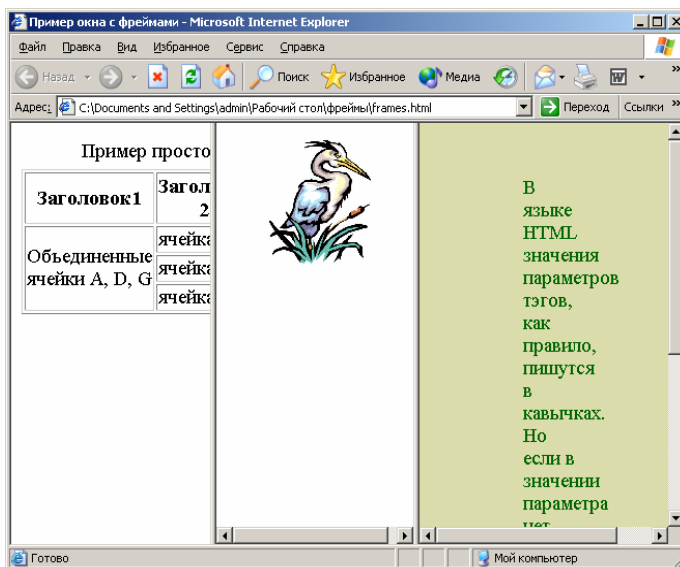 Пример окна с фреймами - Microsoft Internet Explorer
Файл Правка Вид Избранное Сервис Справка
Назад Поиск Избранное Медиа
Адрес: C:\Documents and Settings\admin\Рабочий стол\фреймы\frames.html Переход Ссылки
Пример просто
Заголовок1
Загол
2
Объединенные
ячейки A, D, G
ячейка
ячейка
ячейка
В
языке
HTML
значения
параметров
тэгов,
как
правило,
пишутся
в
кавычках.
Но
если в
значении
параметра
нет
Готово Мой компьютер